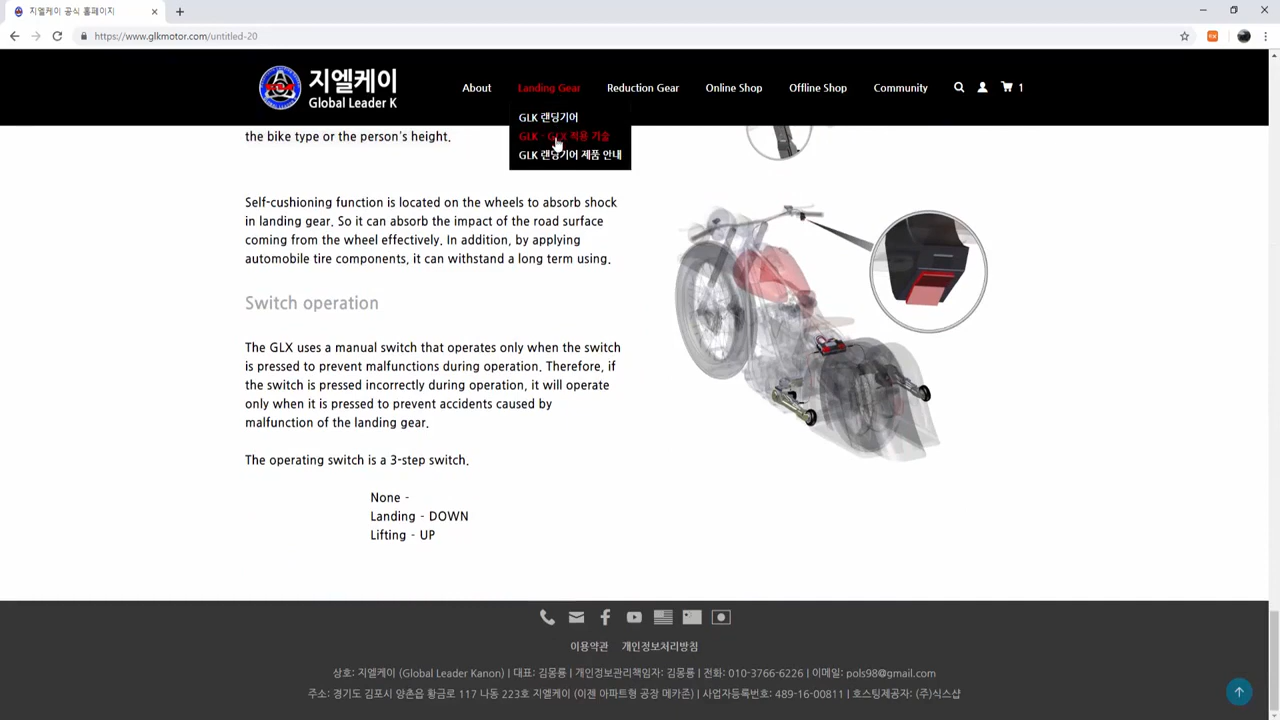 지엘케이 공식 홈페이지
https://www.glkmotor.com/untitled-20
지엘케이
Global Leader K
About
Landing Gear
Reduction Gear
Online Shop
Offline Shop
Community
1
GLK 랜딩기어
GLK - GLX 적용 기술
GLK 랜딩기어 제품 안내
the bike type or the person's height.
Self-cushioning function is located on the wheels to absorb shock
in landing gear. So it can absorb the impact of the road surface
coming from the wheel effectively. In addition, by applying
automobile tire components, it can withstand a long term using.
Switch operation
The GLX uses a manual switch that operates only when the switch
is pressed to prevent malfunctions during operation. Therefore, if
the switch is pressed incorrectly during operation, it will operate
only when it is pressed to prevent accidents caused by
malfunction of the landing gear.
The operating switch is a 3-step switch.
None -
Landing - DOWN
Lifting - UP
이용약관 개인정보처리방침
상호: 지엘케이 (Global Leader Kanon) | 대표: 김몽룡 | 개인정보관리책임자: 김몽룡 | 전화: 010-3766-6226 | 이메일: pols98@gmail.com
주소: 경기도 김포시 양촌읍 황금로 117 나동 223호 지엘케이 (이젠 아파트형 공장 메카존) | 사업자등록번호: 489-16-00811 | 호스팅제공자: (주)식스샵